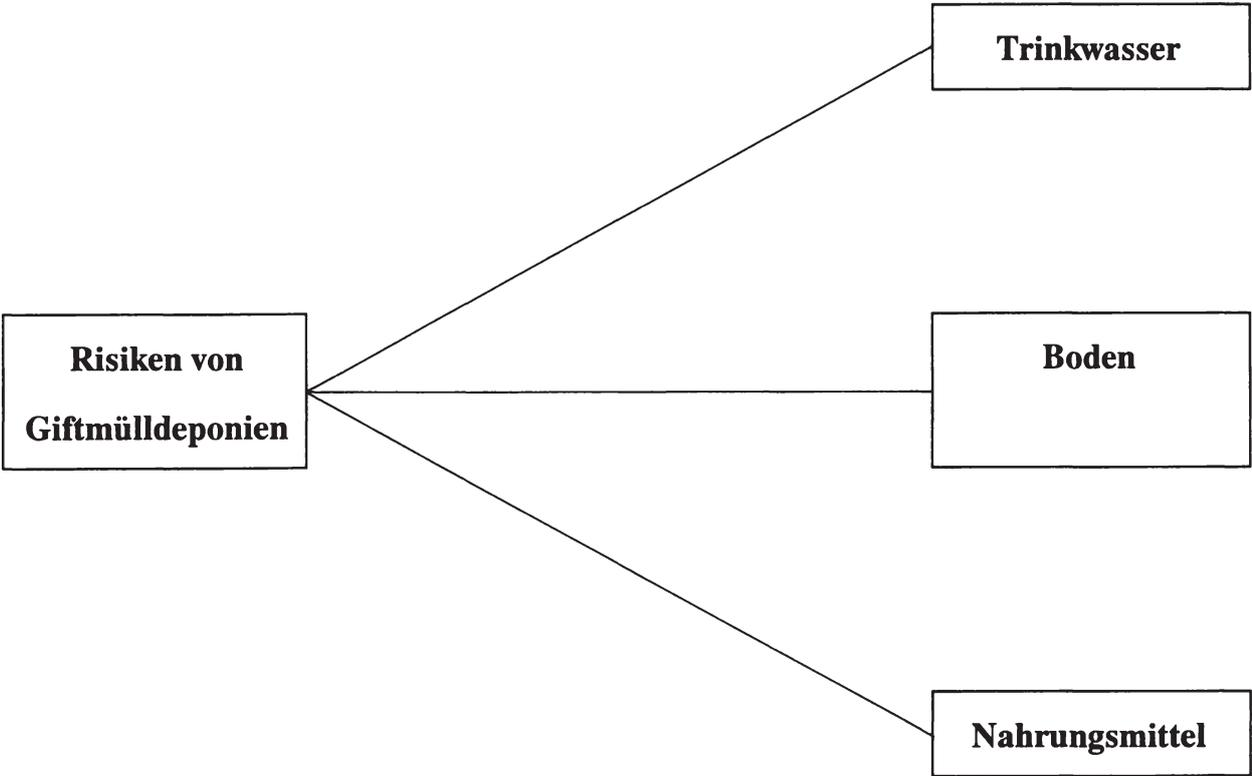 Trinkwasser
Risiken von
Giftmülldeponien
Boden
Nahrungsmittel